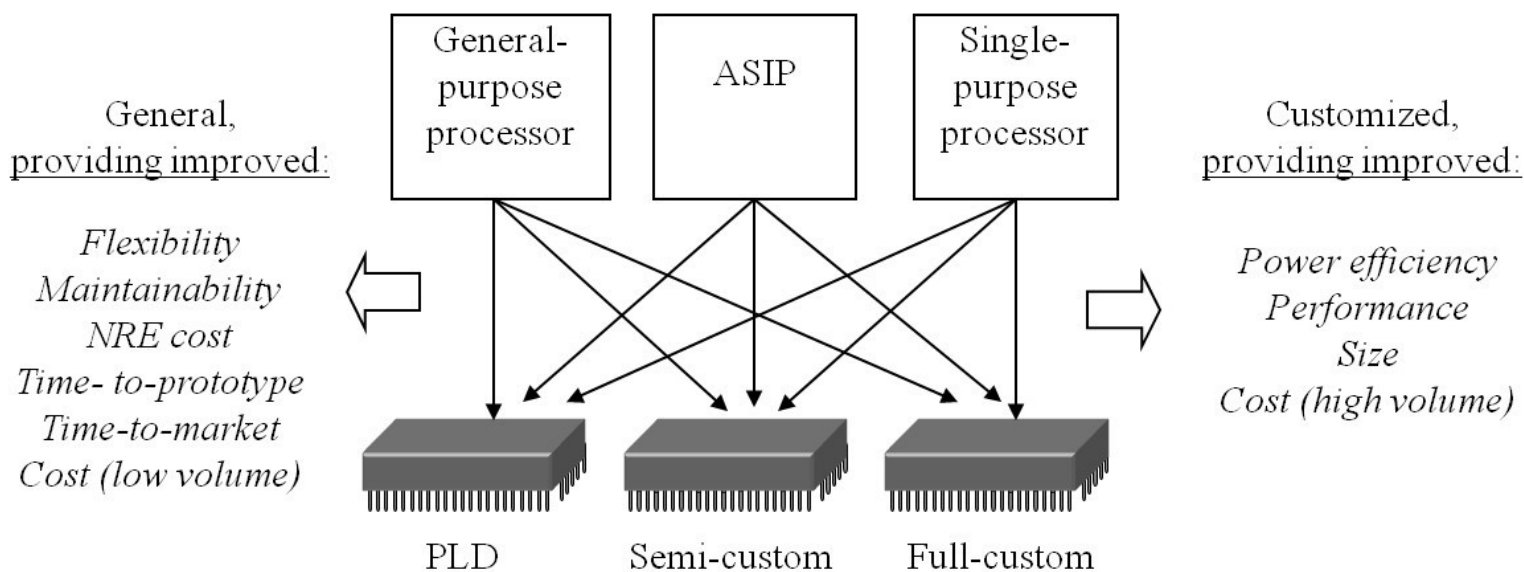 General-
purpose
processor
ASIP
Single-
purpose
processor
General,
providing improved:
Flexibility
Maintainability
NRE cost
Time- to-prototype
Time-to-market
Cost (low volume)
Customized,
providing improved:
Power efficiency
Performance
Size
Cost (high volume)
PLD
Semi-custom
Full-custom